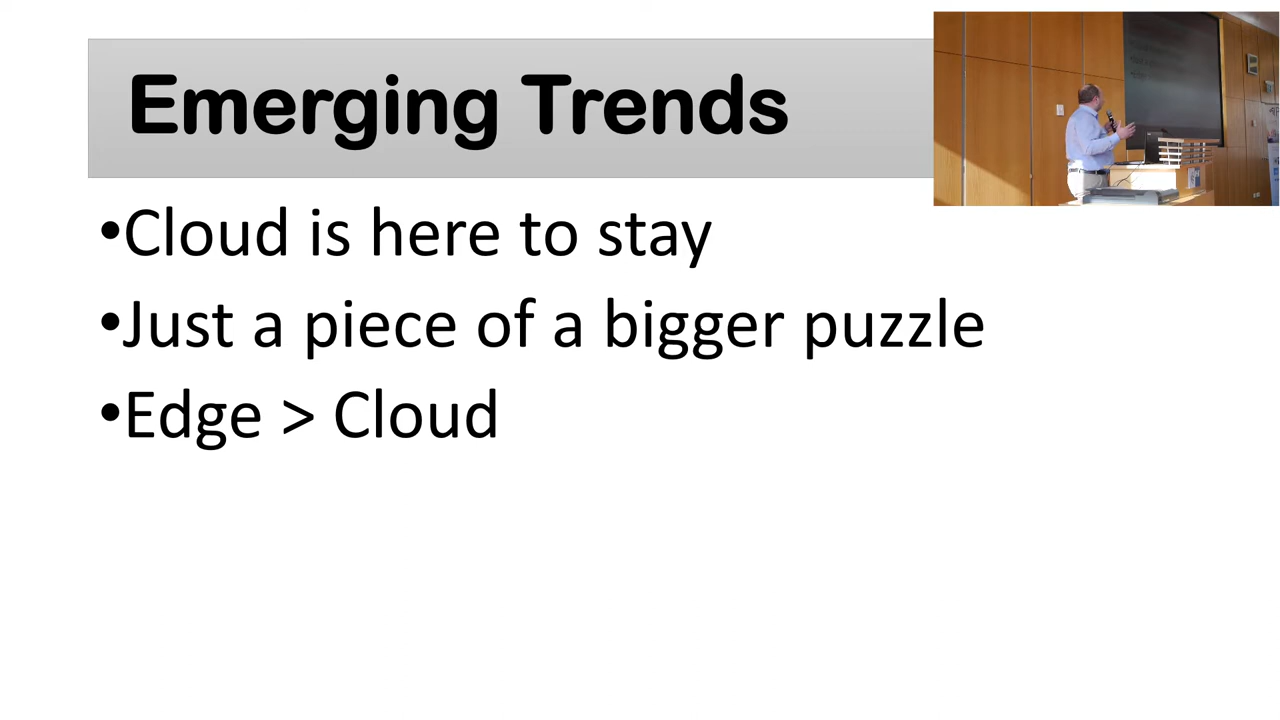 Emerging Trends
•Cloud is here to stay
•Just a piece of a bigger puzzle
•Edge > Cloud